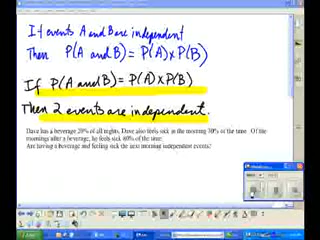 If events A and B are independent
Then P(A and B) = P(A) x P(B)
If P(A and B) = P(A) x P(B)
Then 2 events are independent.
Dave has a beverage 20% of all nights. Dave also feels sick in the morning 30% of the time. Of the
mornings after a beverage, he feels sick 60% of the time.
Are having a beverage and feeling sick the next morning independent events?